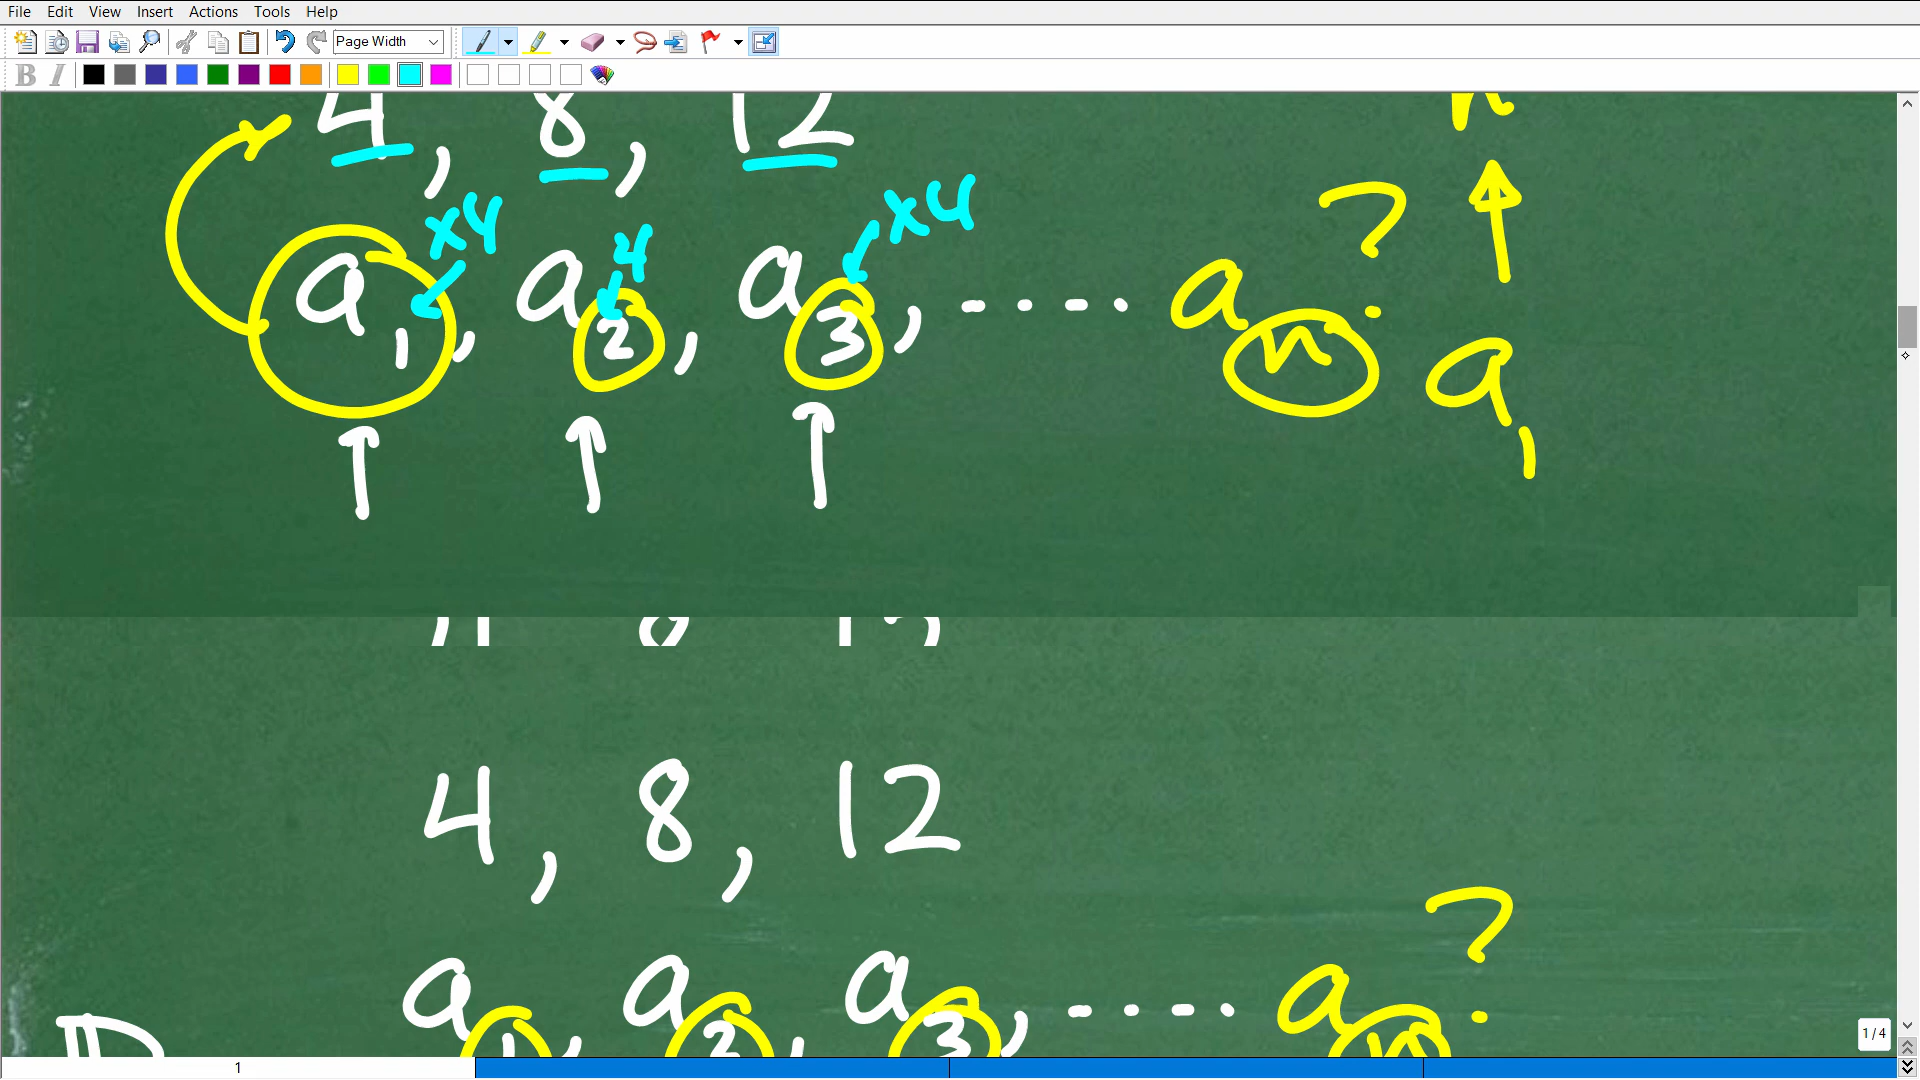 File Edit View Insert Actions Tools Help
Page Width
B I
4, 8, 12
x4 4 x4
?
a1, a2, a3, .... an
a1
4, 8, 12
?
a1, a2, a3, .... an
1/4
1